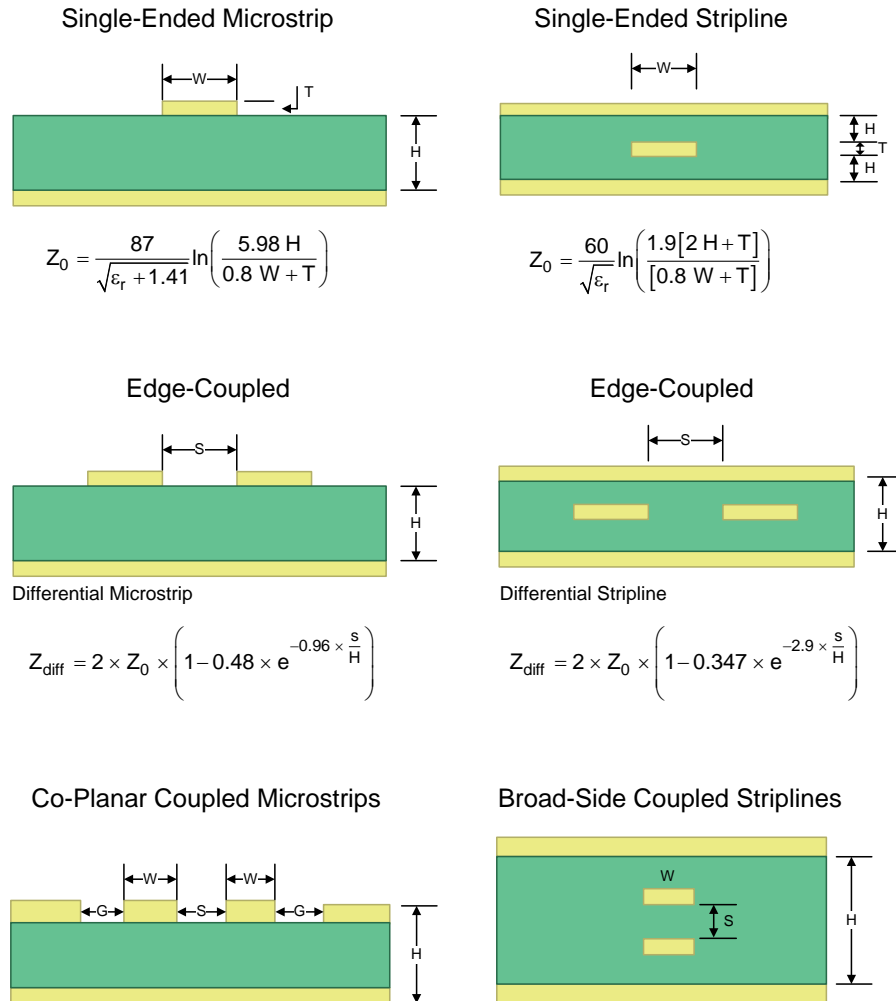 Single-Ended Microstrip
Single-Ended Stripline
W
T
H
W
H
T
H
Z₀ = 87 / √(εᵣ + 1.41) ln(5.98 H / 0.8 W + T)
Z₀ = 60 / √εᵣ ln(1.9[2 H + T] / [0.8 W + T])
Edge-Coupled
Edge-Coupled
S
H
S
H
Differential Microstrip
Differential Stripline
Z_diff = 2 × Z₀ × (1 − 0.48 × e^(−0.96 × s/H))
Z_diff = 2 × Z₀ × (1 − 0.347 × e^(−2.9 × s/H))
Co-Planar Coupled Microstrips
Broad-Side Coupled Striplines
W W
G S G
H
W
S
H